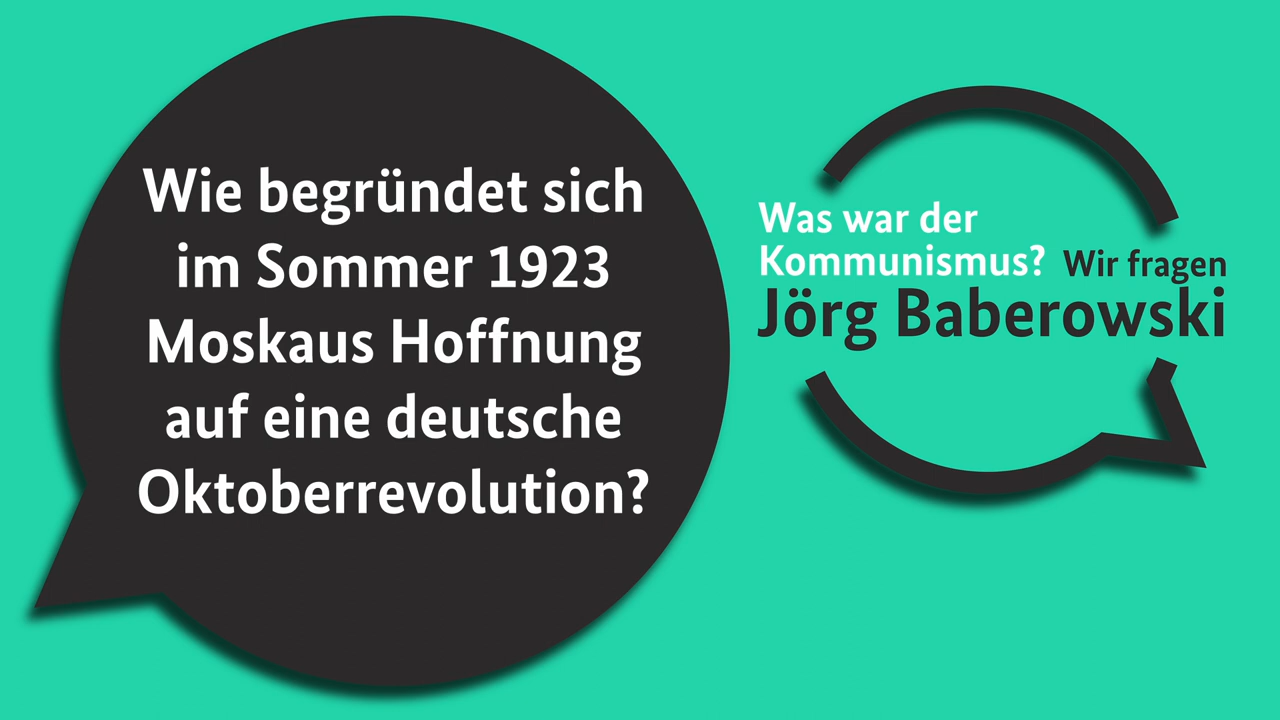 Wie begründet sich
im Sommer 1923
Moskaus Hoffnung
auf eine deutsche
Oktoberrevolution?
Was war der
Kommunismus? Wir fragen
Jörg Baberowski